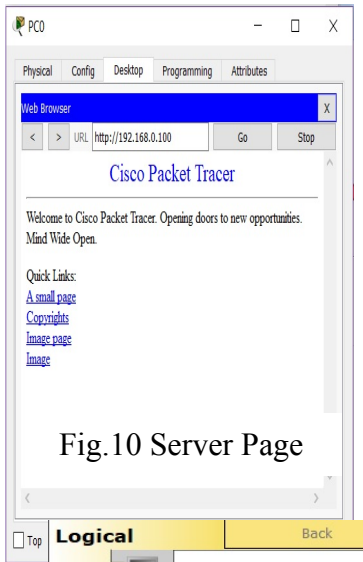 PC0
Physical Config Desktop Programming Attributes
Web Browser X
< > URL http://192.168.0.100 Go Stop
Cisco Packet Tracer
Welcome to Cisco Packet Tracer. Opening doors to new opportunities.
Mind Wide Open.
Quick Links:
A small page
Copyrights
Image page
Image
Fig.10 Server Page
Top Logical Back